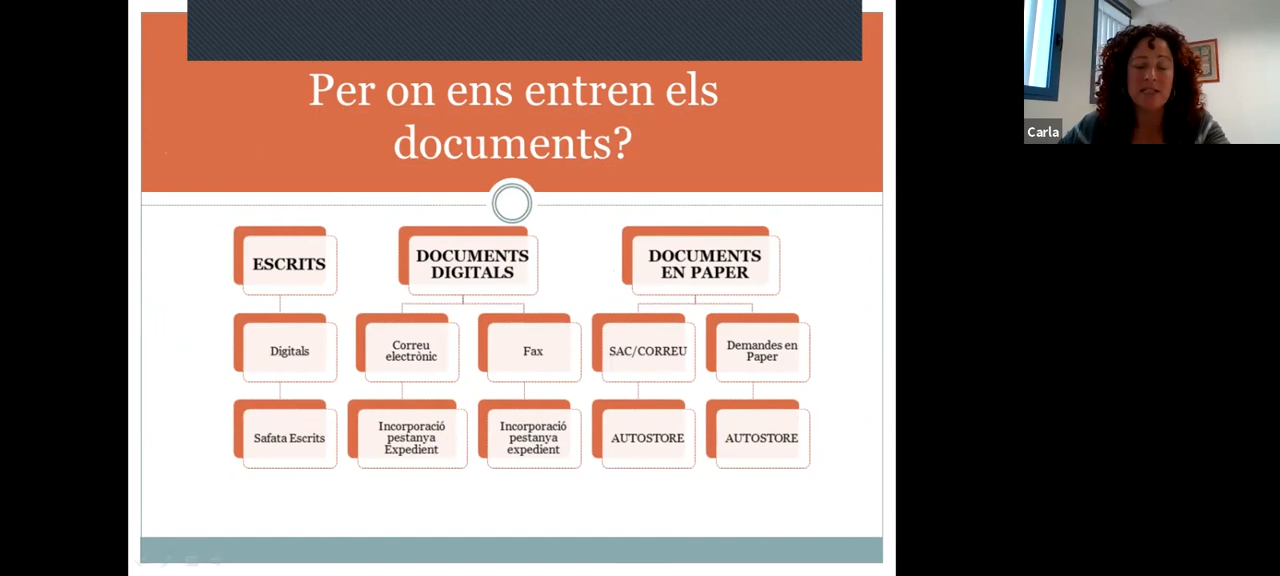 Per on ens entren els
documents?
Carla
ESCRITS
Digitals
Safata Escrits
DOCUMENTS
DIGITALS
Correu
electrònic
Incorporació
pestanya
Expedient
Fax
Incorporació
pestanya
expedient
DOCUMENTS
EN PAPER
SAC/CORREU
AUTOSTORE
Demandes en
Paper
AUTOSTORE